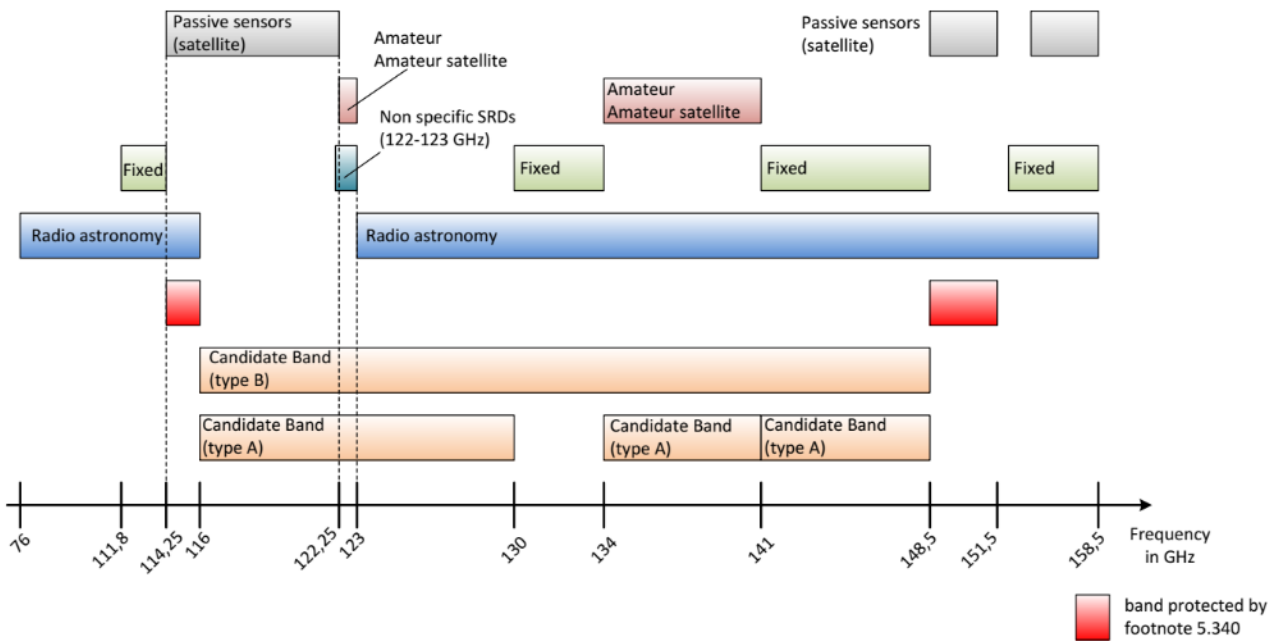 Passive sensors
(satellite)
Amateur
Amateur satellite
Passive sensors
(satellite)
Amateur
Amateur satellite
Non specific SRDs
(122-123 GHz)
Fixed
Fixed
Fixed
Fixed
Radio astronomy
Radio astronomy
Candidate Band
(type B)
Candidate Band
(type A)
Candidate Band
(type A)
Candidate Band
(type A)
76
111,8
114,25
116
122,25
123
130
134
141
148,5
151,5
158,5
Frequency
in GHz
band protected by
footnote 5.340